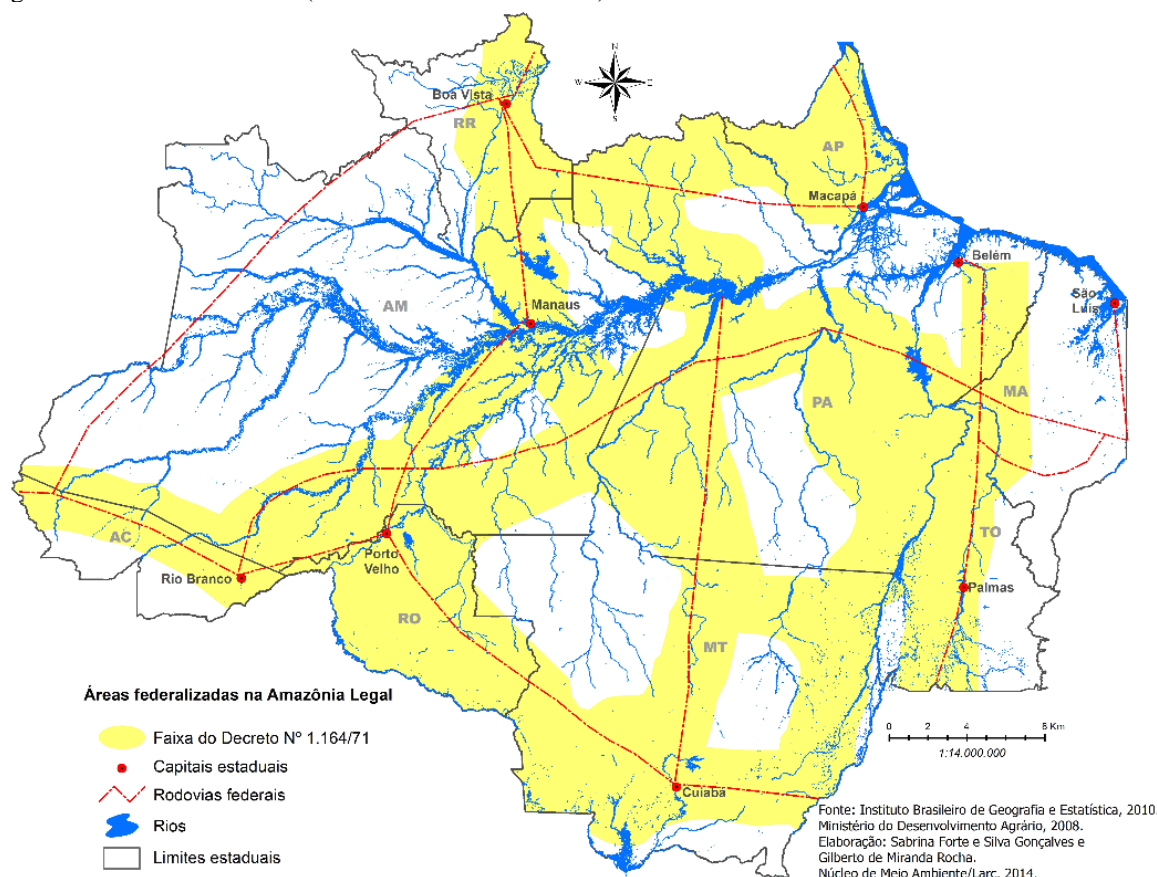 N
W
E
S
Boa Vista
RR
AP
Macapá
Belém
São
Luís
AM
Manaus
MA
PA
AC
TO
Porto
Velho
Rio Branco
Palmas
RO
MT
Áreas federalizadas na Amazônia Legal
Faixa do Decreto Nº 1.164/71
0 2 4 6 8 Km
Capitais estaduais
1:14.000.000
Rodovias federais
Cuiabá
Rios
Limites estaduais
Fonte: Instituto Brasileiro de Geografia e Estatística, 2010.
Ministério do Desenvolvimento Agrário, 2008.
Elaboração: Sabrina Forte e Silva Gonçalves e
Gilberto de Miranda Rocha.
Núcleo de Meio Ambiente/Larc, 2014.